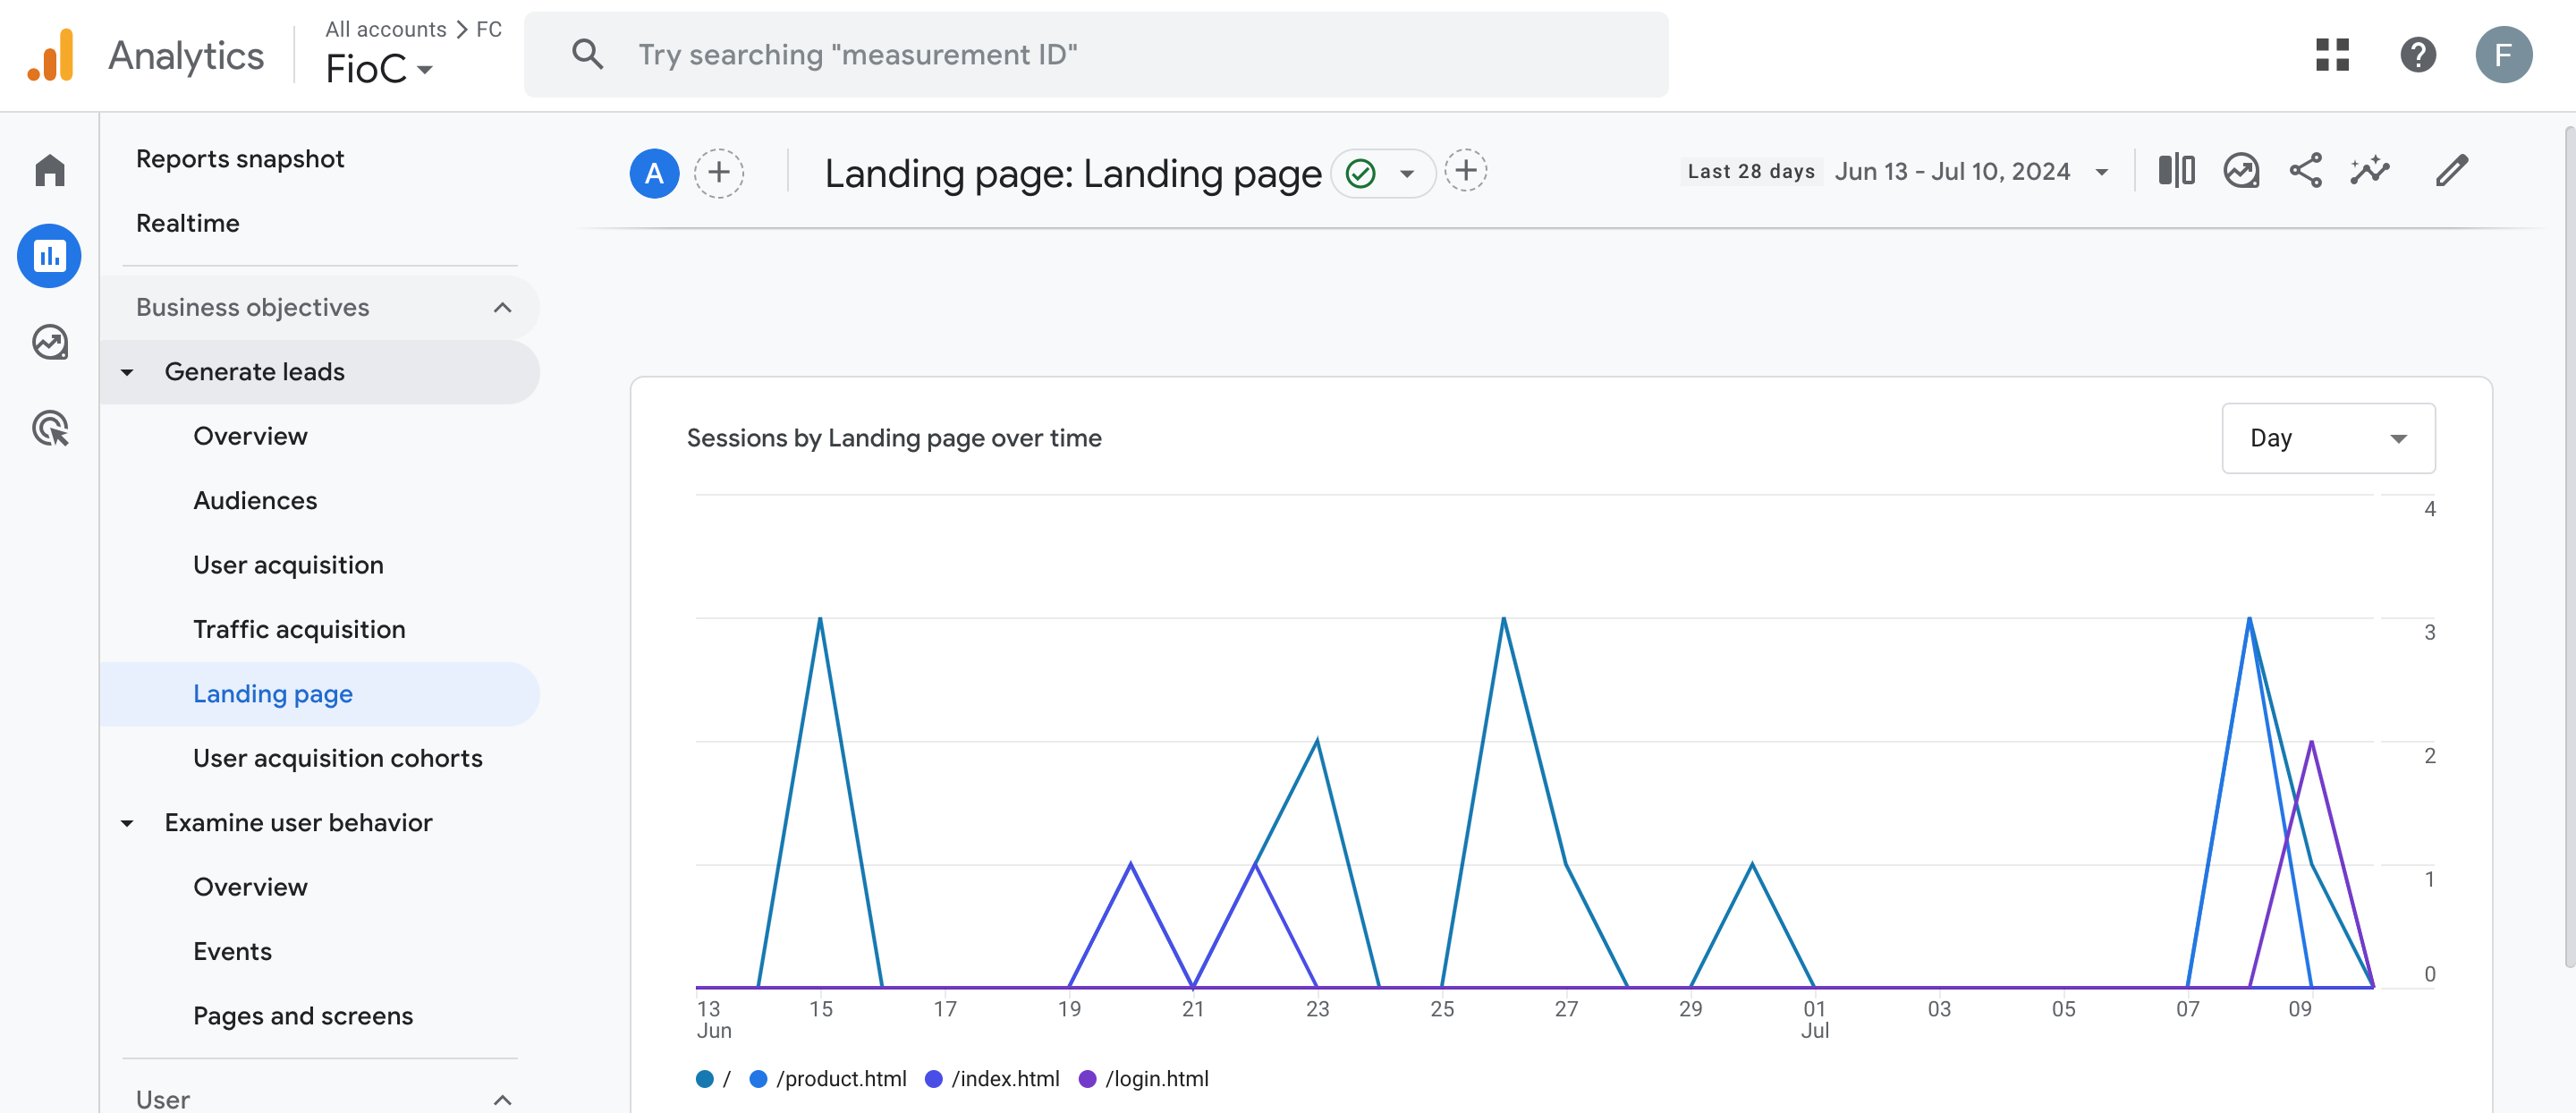 Analytics
All accounts > FC
FioC
Try searching "measurement ID"
F
Reports snapshot
Realtime
Business objectives
Generate leads
Overview
Audiences
User acquisition
Traffic acquisition
Landing page
User acquisition cohorts
Examine user behavior
Overview
Events
Pages and screens
User
A
Landing page: Landing page
Last 28 days Jun 13 - Jul 10, 2024
Sessions by Landing page over time
Day
4
3
2
1
0
13 15 17 19 21 23 25 27 29 01 03 05 07 09
Jun Jul
/ /product.html /index.html /login.html